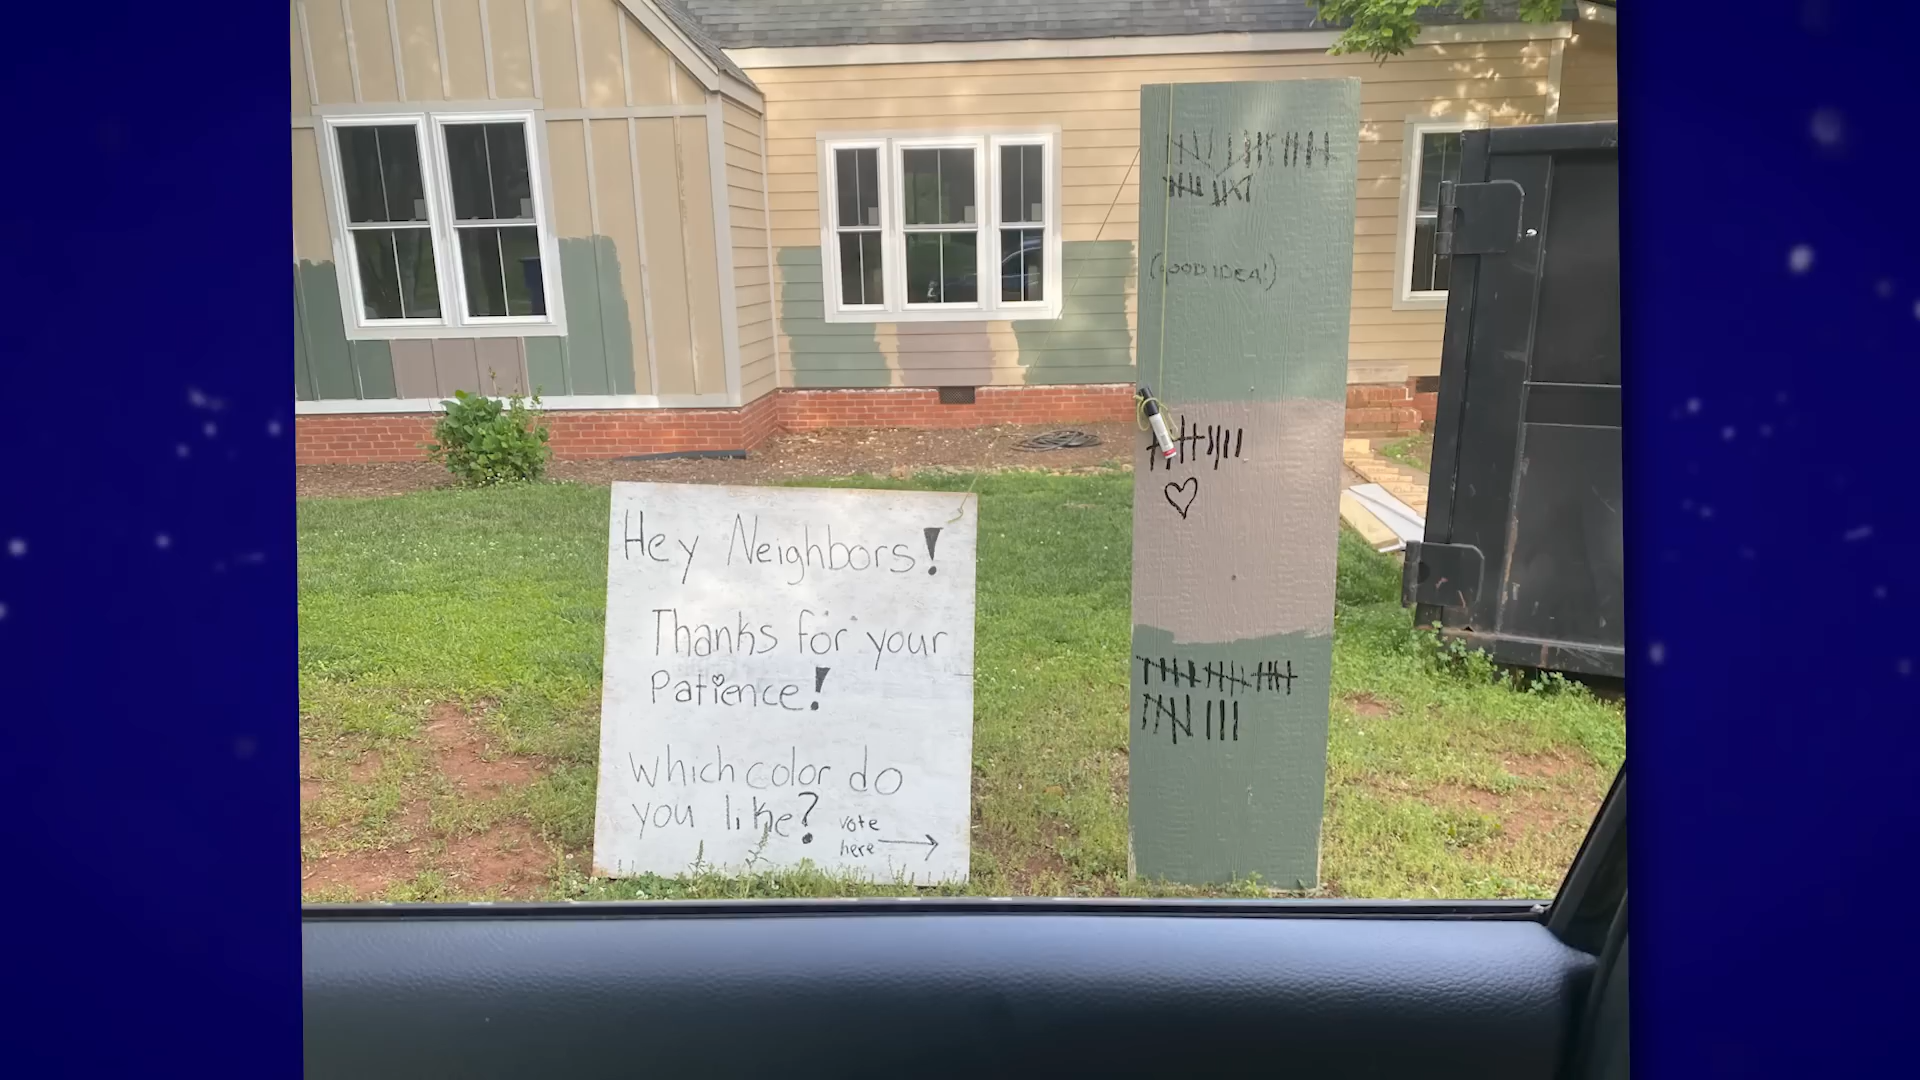 Hey Neighbors!
Thanks for your
Patience!
Which color do
you like?
vote
here
(GOOD IDEA!)